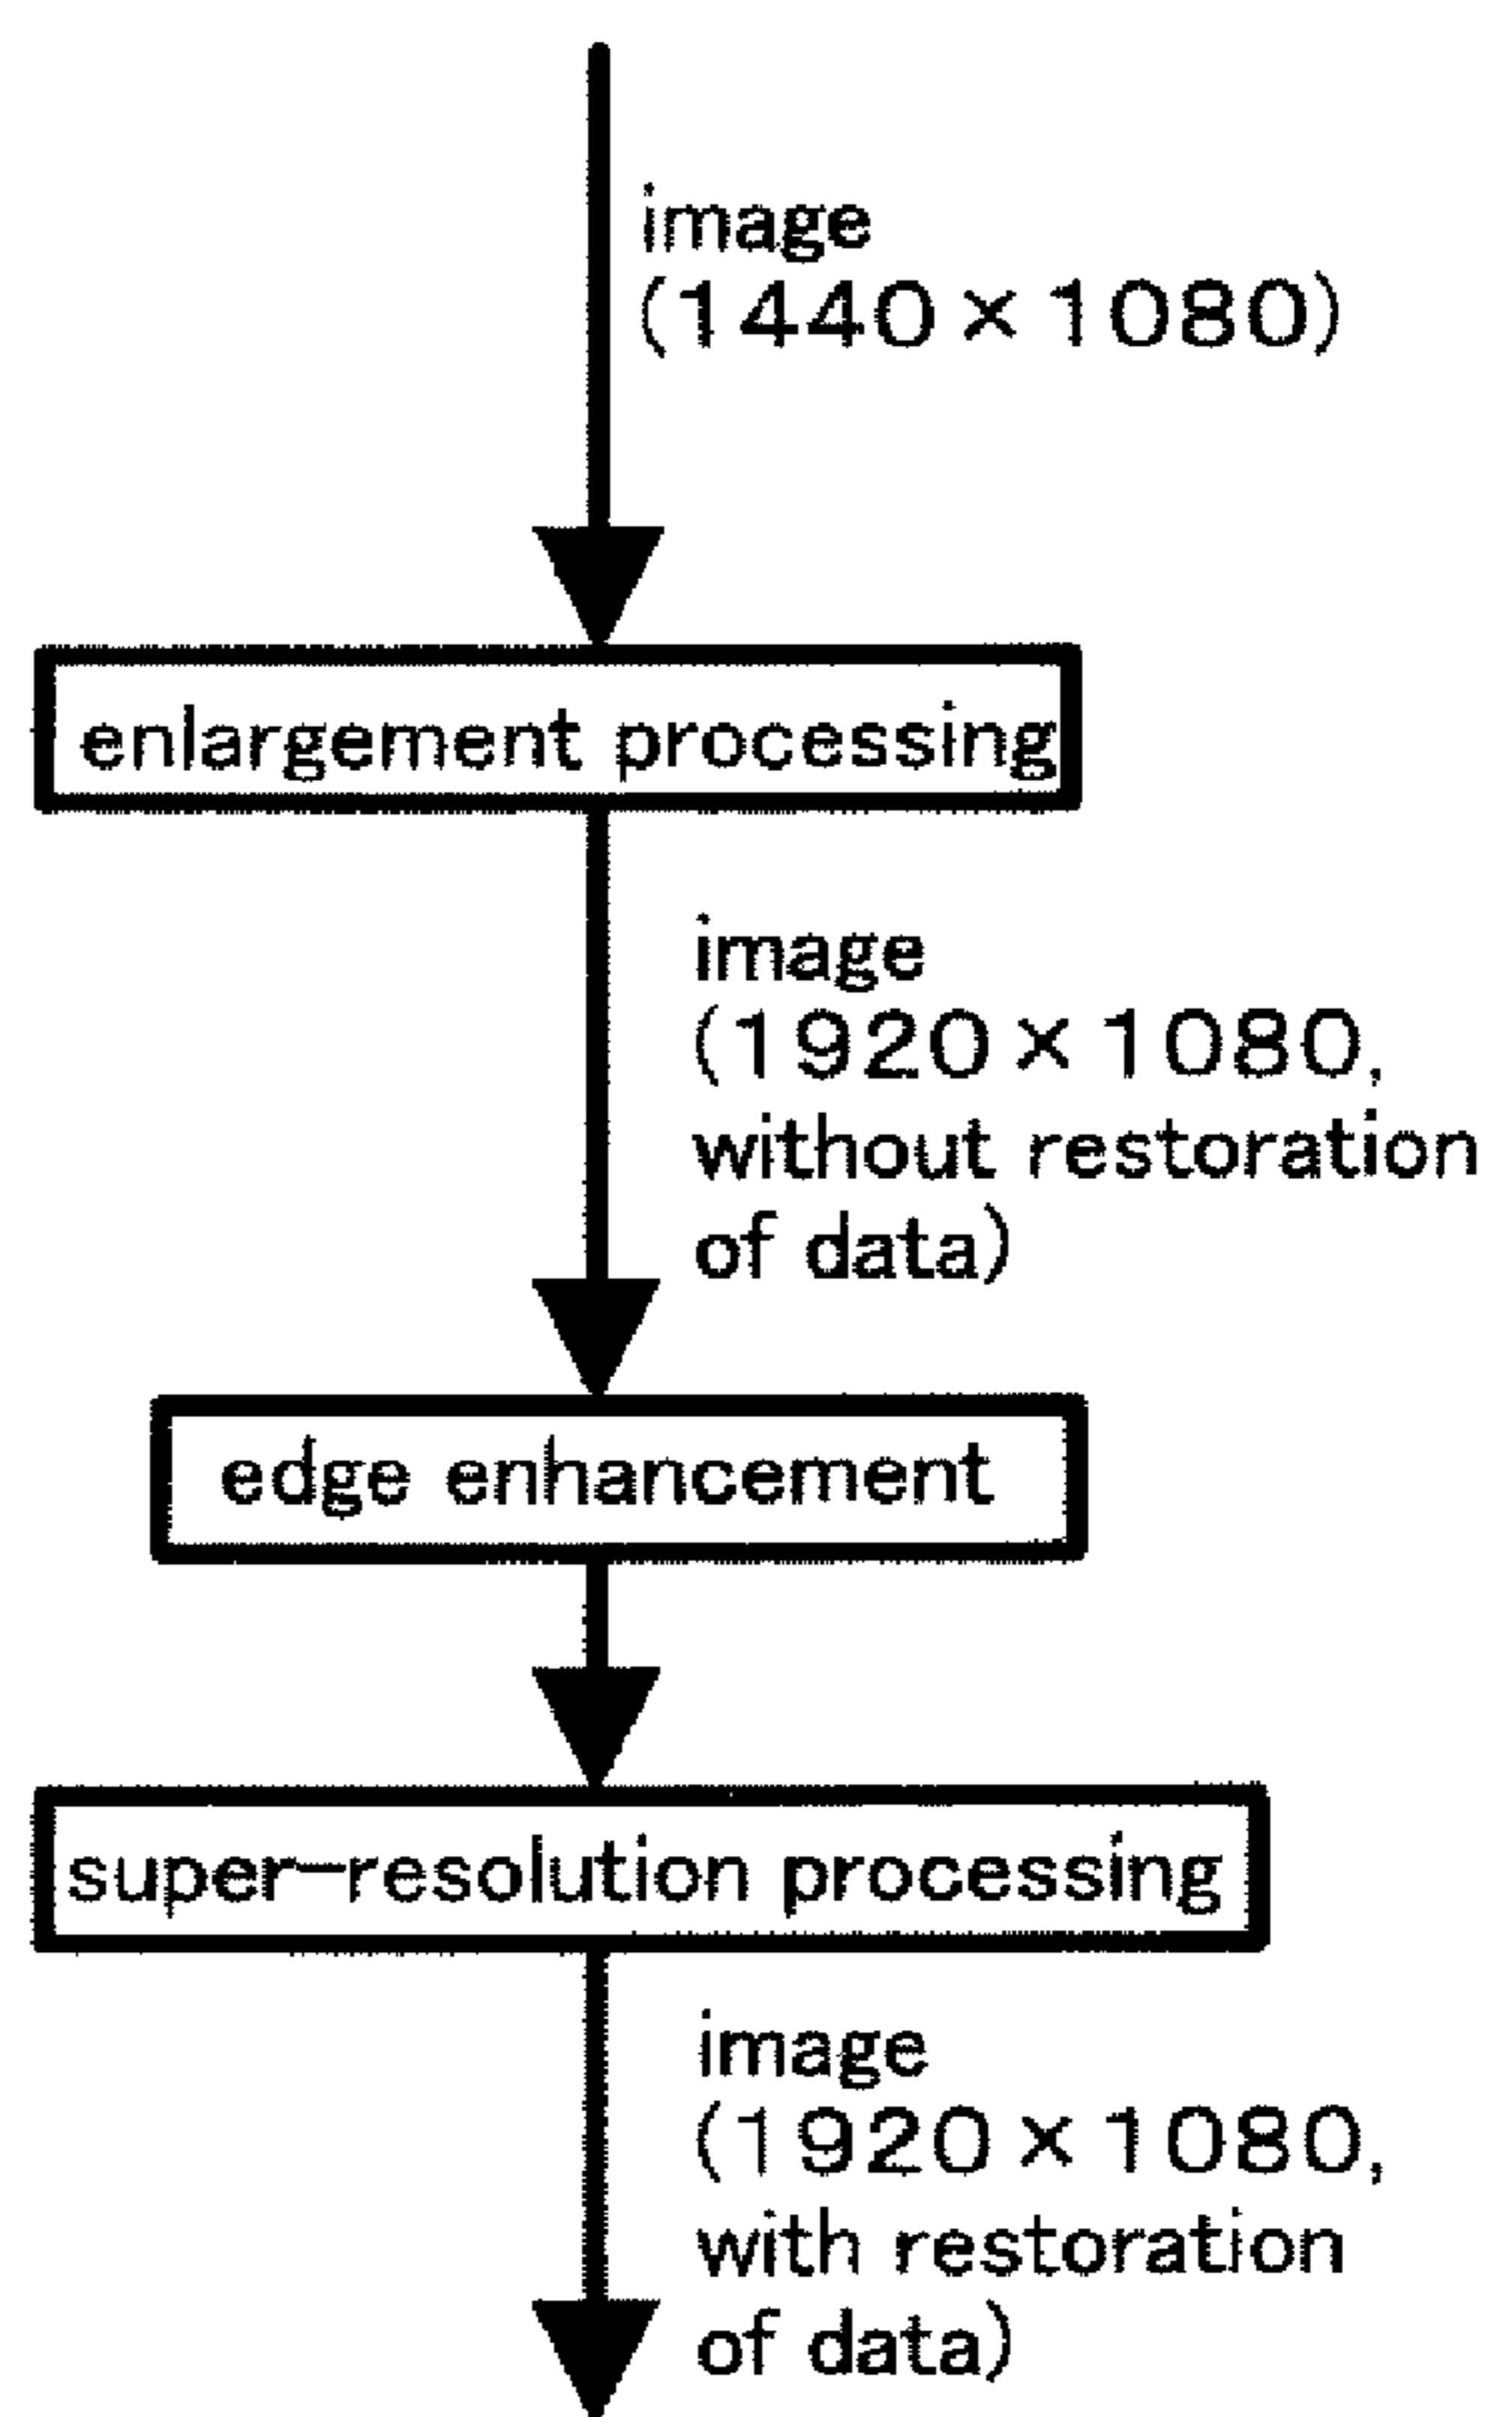 image
(1440×1080)
enlargement processing
image
(1920×1080,
without restoration
of data)
edge enhancement
super-resolution processing
image
(1920×1080,
with restoration
of data)